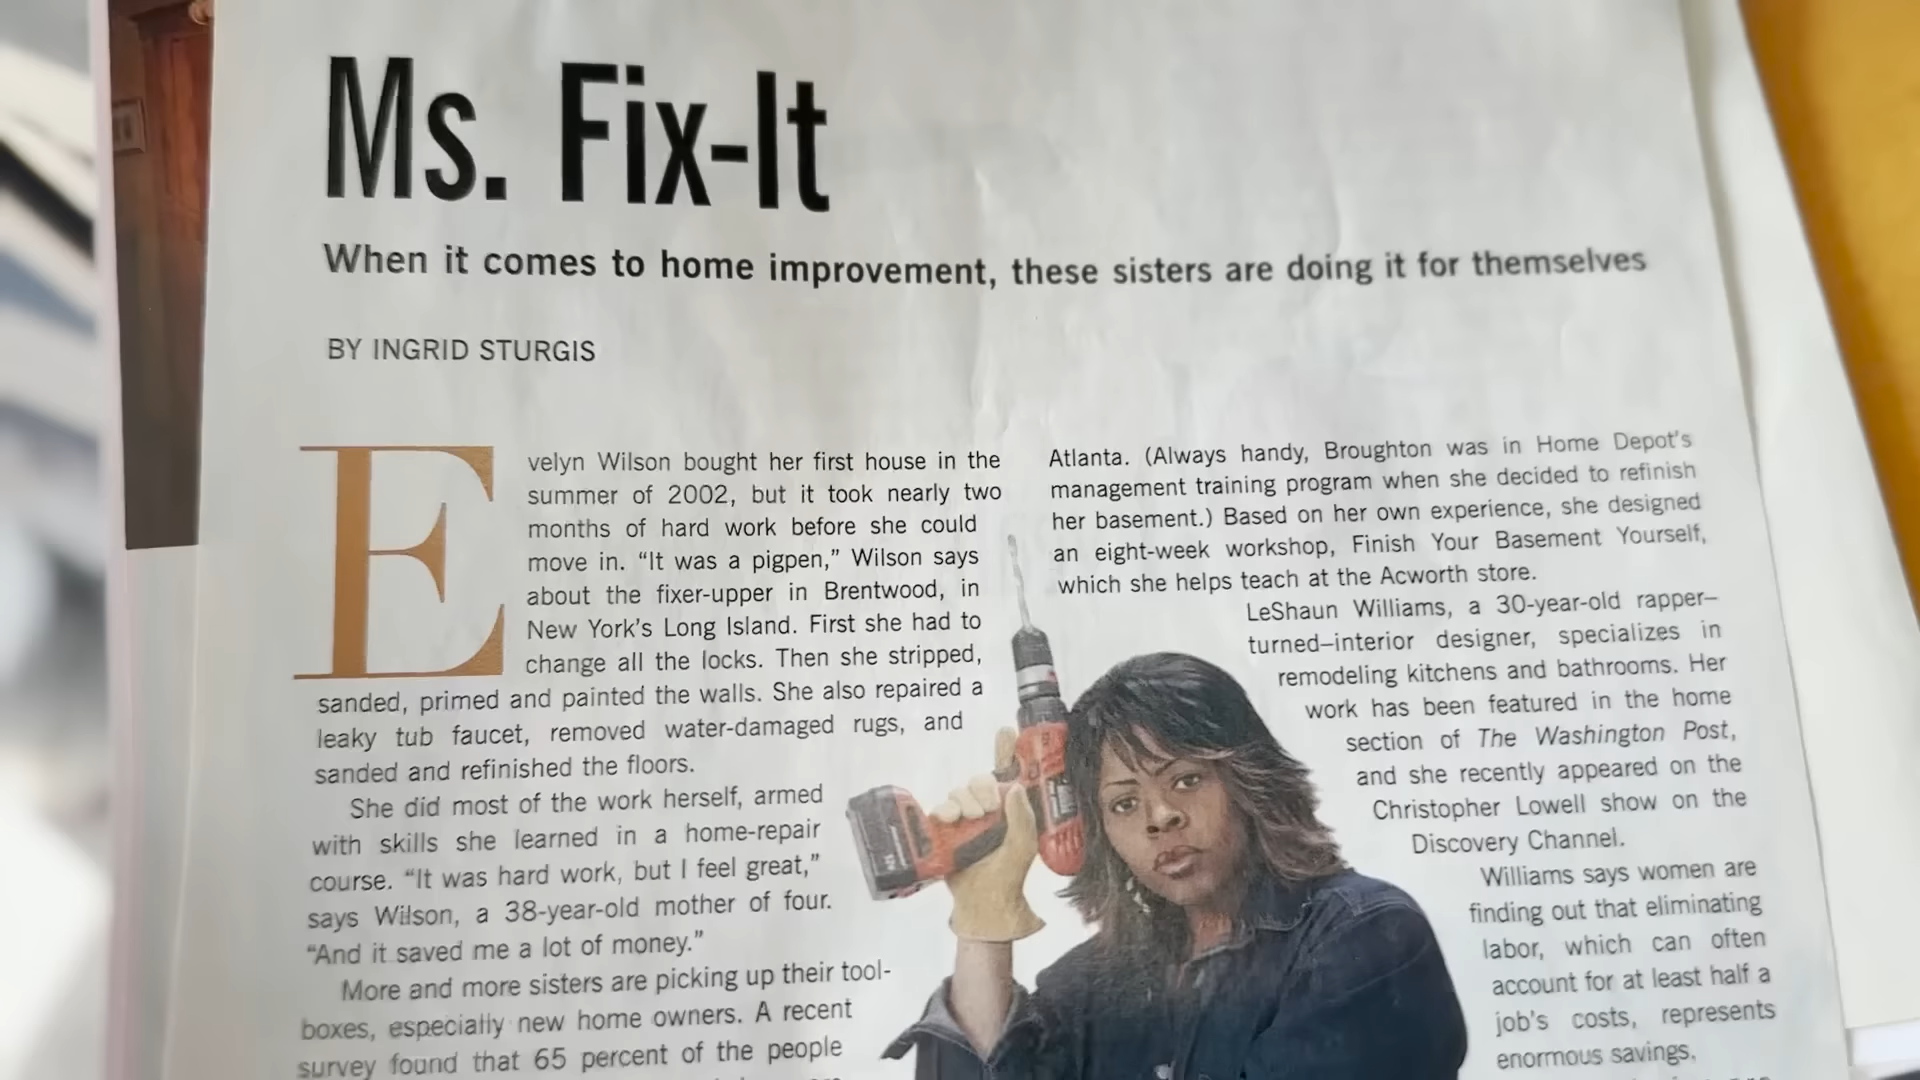 Ms. Fix-It
When it comes to home improvement, these sisters are doing it for themselves
BY INGRID STURGIS
Evelyn Wilson bought her first house in the
summer of 2002, but it took nearly two
months of hard work before she could
move in. “It was a pigpen,” Wilson says
about the fixer-upper in Brentwood, in
New York’s Long Island. First she had to
change all the locks. Then she stripped,
sanded, primed and painted the walls. She also repaired a
leaky tub faucet, removed water-damaged rugs, and
sanded and refinished the floors.
She did most of the work herself, armed
with skills she learned in a home-repair
course. “It was hard work, but I feel great,”
says Wilson, a 38-year-old mother of four.
“And it saved me a lot of money.”
More and more sisters are picking up their tool-
boxes, especially new home owners. A recent
survey found that 65 percent of the people
Atlanta. (Always handy, Broughton was in Home Depot’s
management training program when she decided to refinish
her basement.) Based on her own experience, she designed
an eight-week workshop, Finish Your Basement Yourself,
which she helps teach at the Acworth store.
LeShaun Williams, a 30-year-old rapper–
turned–interior designer, specializes in
remodeling kitchens and bathrooms. Her
work has been featured in the home
section of The Washington Post,
and she recently appeared on the
Christopher Lowell show on the
Discovery Channel.
Williams says women are
finding out that eliminating
labor, which can often
account for at least half a
job’s costs, represents
enormous savings.